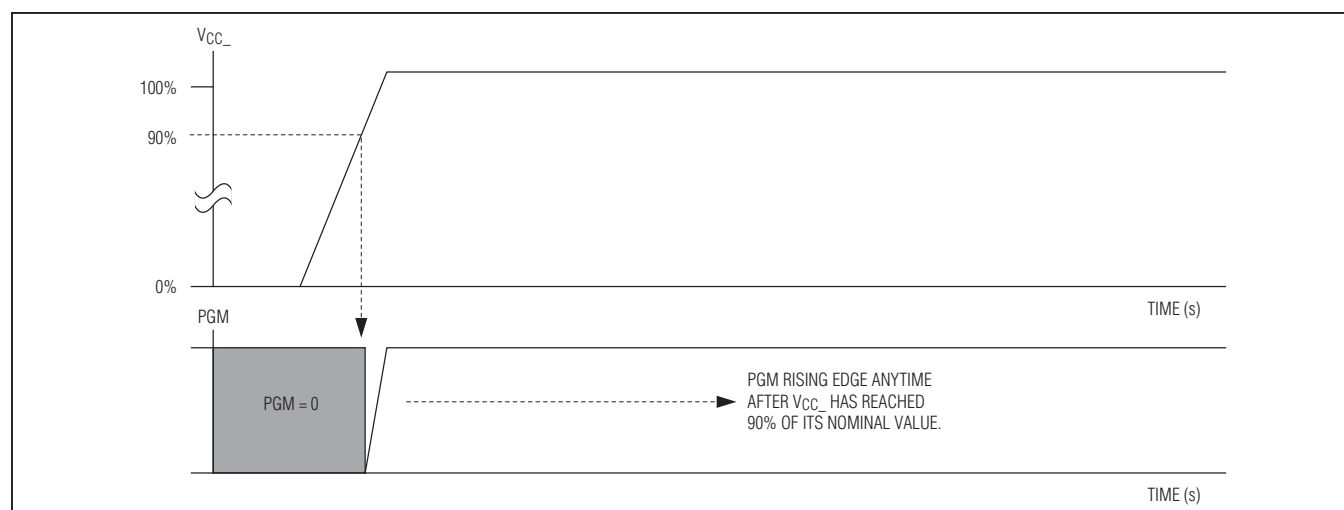 VCC_
100%
90%
0%
TIME (s)
PGM
PGM = 0
PGM RISING EDGE ANYTIME
AFTER VCC_ HAS REACHED
90% OF ITS NOMINAL VALUE.
TIME (s)